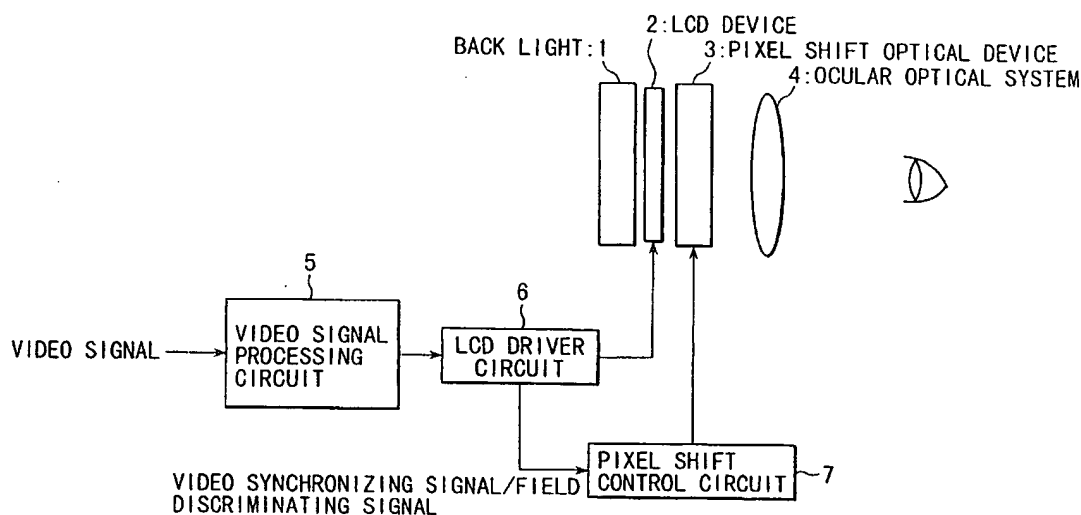 2:LCD DEVICE
BACK LIGHT:1
3:PIXEL SHIFT OPTICAL DEVICE
4:OCULAR OPTICAL SYSTEM
5
6
VIDEO SIGNAL
VIDEO SIGNAL
PROCESSING
CIRCUIT
LCD DRIVER
CIRCUIT
PIXEL SHIFT
CONTROL CIRCUIT
7
VIDEO SYNCHRONIZING SIGNAL/FIELD
DISCRIMINATING SIGNAL